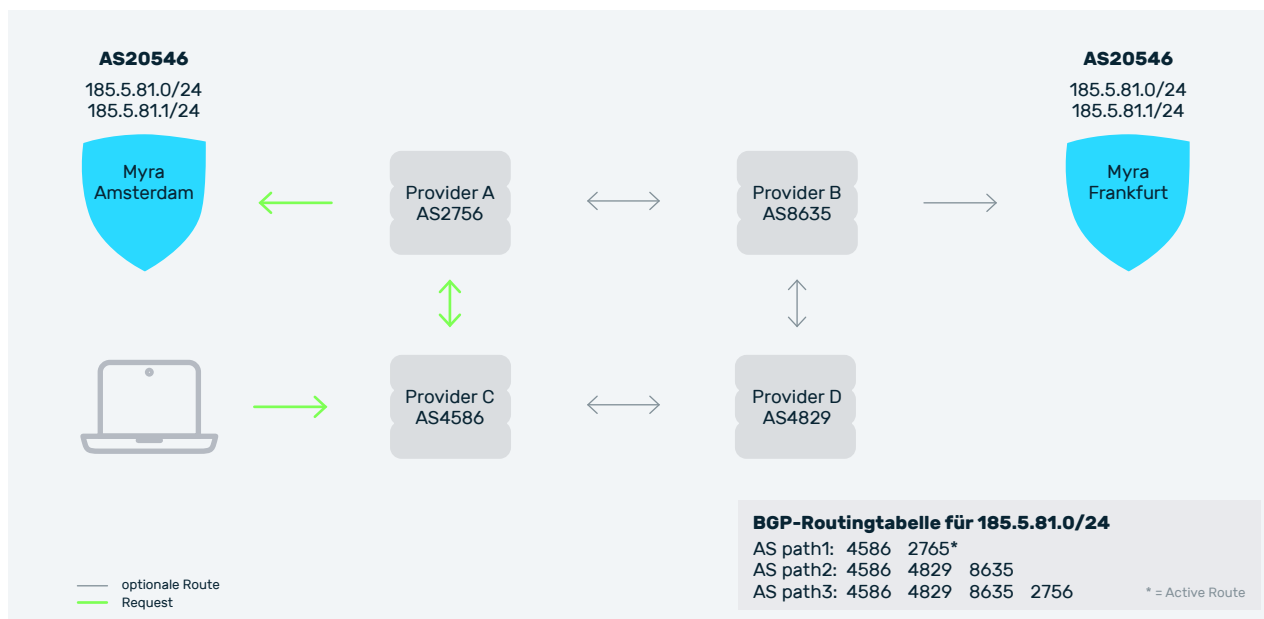 AS20546
185.5.81.0/24
185.5.81.1/24
Myra
Amsterdam
Provider A
AS2756
Provider B
AS8635
AS20546
185.5.81.0/24
185.5.81.1/24
Myra
Frankfurt
Provider C
AS4586
Provider D
AS4829
optionale Route
Request
BGP-Routingtabelle für 185.5.81.0/24
AS path1: 4586 2765*
AS path2: 4586 4829 8635
AS path3: 4586 4829 8635 2756
* = Active Route